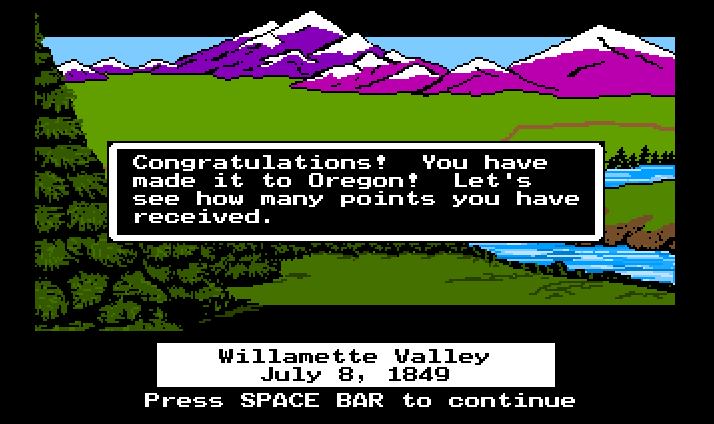 Congratulations!  You have
made it to Oregon!  Let's
see how many points you have
received.
Willamette Valley
July 8, 1849
Press SPACE BAR to continue